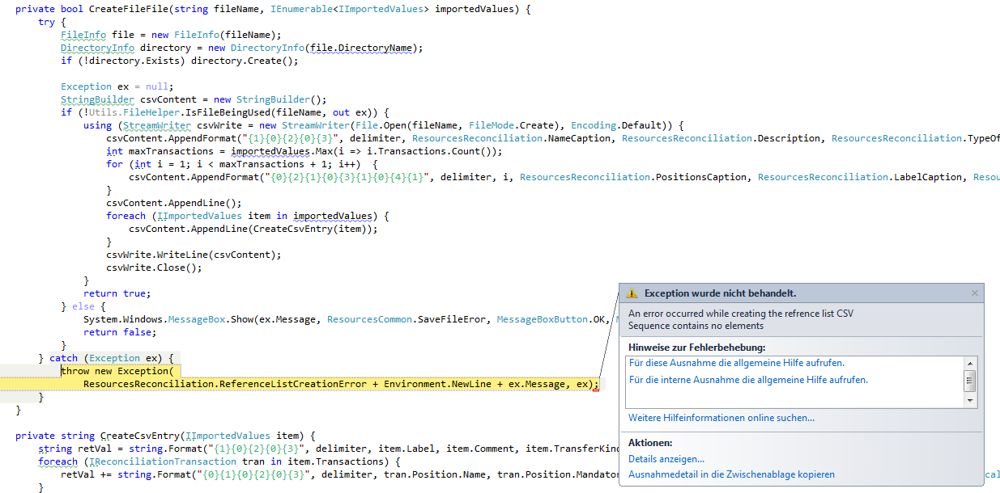 private bool CreateFileFile(string fileName, IEnumerable<IImportedValues> importedValues) {
try {
FileInfo file = new FileInfo(fileName);
DirectoryInfo directory = new DirectoryInfo(file.DirectoryName);
if (!directory.Exists) directory.Create();
Exception ex = null;
StringBuilder csvContent = new StringBuilder();
if (!Utils.FileHelper.IsFileBeingUsed(fileName, out ex)) {
using (StreamWriter csvWrite = new StreamWriter(File.Open(fileName, FileMode.Create), Encoding.Default)) {
csvContent.AppendFormat("{1}{0}{2}{0}{3}", delimiter, ResourcesReconciliation.NameCaption, ResourcesReconciliation.Description, ResourcesReconciliation.TypeOf
int maxTransactions = importedValues.Max(i => i.Transactions.Count());
for (int i = 1; i < maxTransactions + 1; i++) {
csvContent.AppendFormat("{0}{2}{1}{0}{3}{1}{0}{4}{1}", delimiter, i, ResourcesReconciliation.PositionsCaption, ResourcesReconciliation.LabelCaption, Resou
}
csvContent.AppendLine();
foreach (IImportedValues item in importedValues) {
csvContent.AppendLine(CreateCsvEntry(item));
}
csvWrite.WriteLine(csvContent);
csvWrite.Close();
}
return true;
} else {
System.Windows.MessageBox.Show(ex.Message, ResourcesCommon.SaveFileEror, MessageBoxButton.OK,
return false;
}
} catch (Exception ex) {
throw new Exception(
ResourcesReconciliation.ReferenceListCreationError + Environment.NewLine + ex.Message, ex);
}
}
private string CreateCsvEntry(IImportedValues item) {
string retVal = string.Format("{1}{0}{2}{0}{3}", delimiter, item.Label, item.Comment, item.TransferKind
foreach (IReconciliationTransaction tran in item.Transactions) {
retVal += string.Format("{0}{1}{0}{2}{0}{3}", delimiter, tran.Position.Name, tran.Position.Mandator
cal
}
Exception wurde nicht behandelt.
An error occurred while creating the refrence list CSV
Sequence contains no elements
Hinweise zur Fehlerbehebung:
Für diese Ausnahme die allgemeine Hilfe aufrufen.
Für die interne Ausnahme die allgemeine Hilfe aufrufen.
Weitere Hilfeinformationen online suchen...
Aktionen:
Details anzeigen...
Ausnahmedetail in die Zwischenablage kopieren